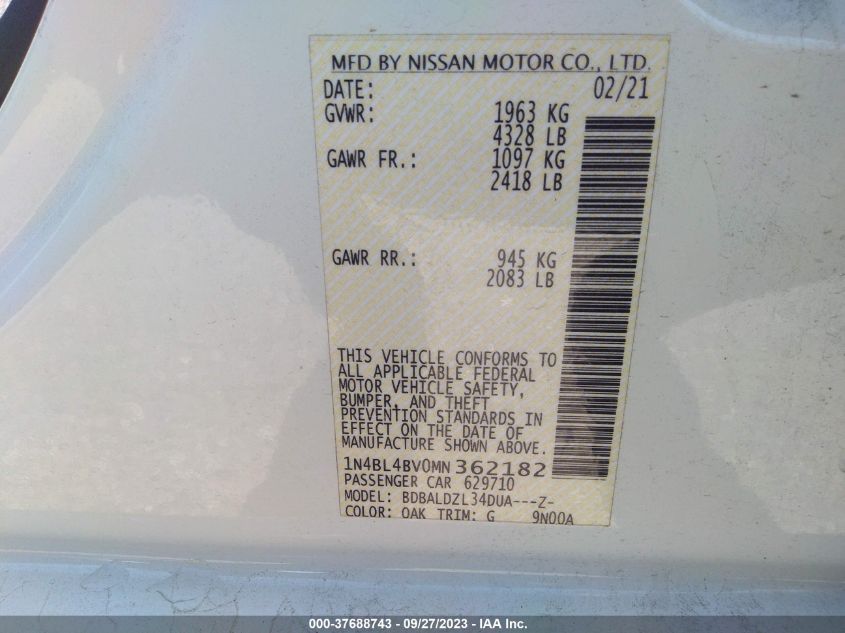 MFD BY NISSAN MOTOR CO., LTD.
DATE: 02/21
GVWR: 1963 KG
4328 LB
GAWR FR.: 1097 KG
2418 LB
GAWR RR.: 945 KG
2083 LB
THIS VEHICLE CONFORMS TO
ALL APPLICABLE FEDERAL
MOTOR VEHICLE SAFETY,
BUMPER, AND THEFT
PREVENTION STANDARDS IN
EFFECT ON THE DATE OF
MANUFACTURE SHOWN ABOVE.
1N4BL4BV0MN362182
PASSENGER CAR 629710
MODEL: BDBALDZL34DUA---Z-
COLOR: OAK TRIM: G 9N00A
000-37688743 - 09/27/2023 - IAA Inc.